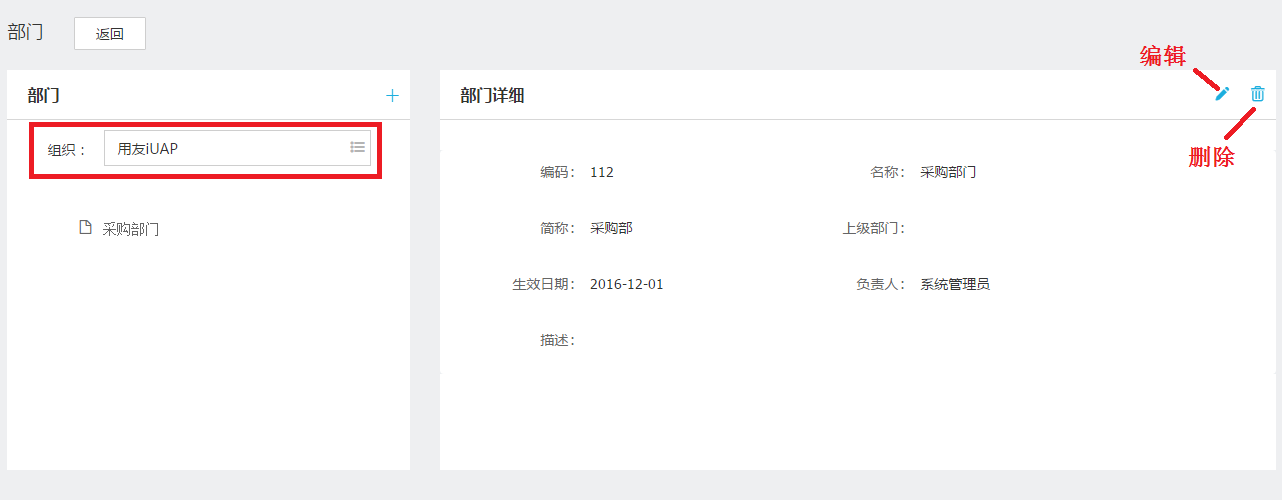 部门 返回
部门
组织： 用友iUAP
采购部门
部门详细
编辑
删除
编码： 112 名称： 采购部门
简称： 采购部 上级部门：
生效日期： 2016-12-01 负责人： 系统管理员
描述：